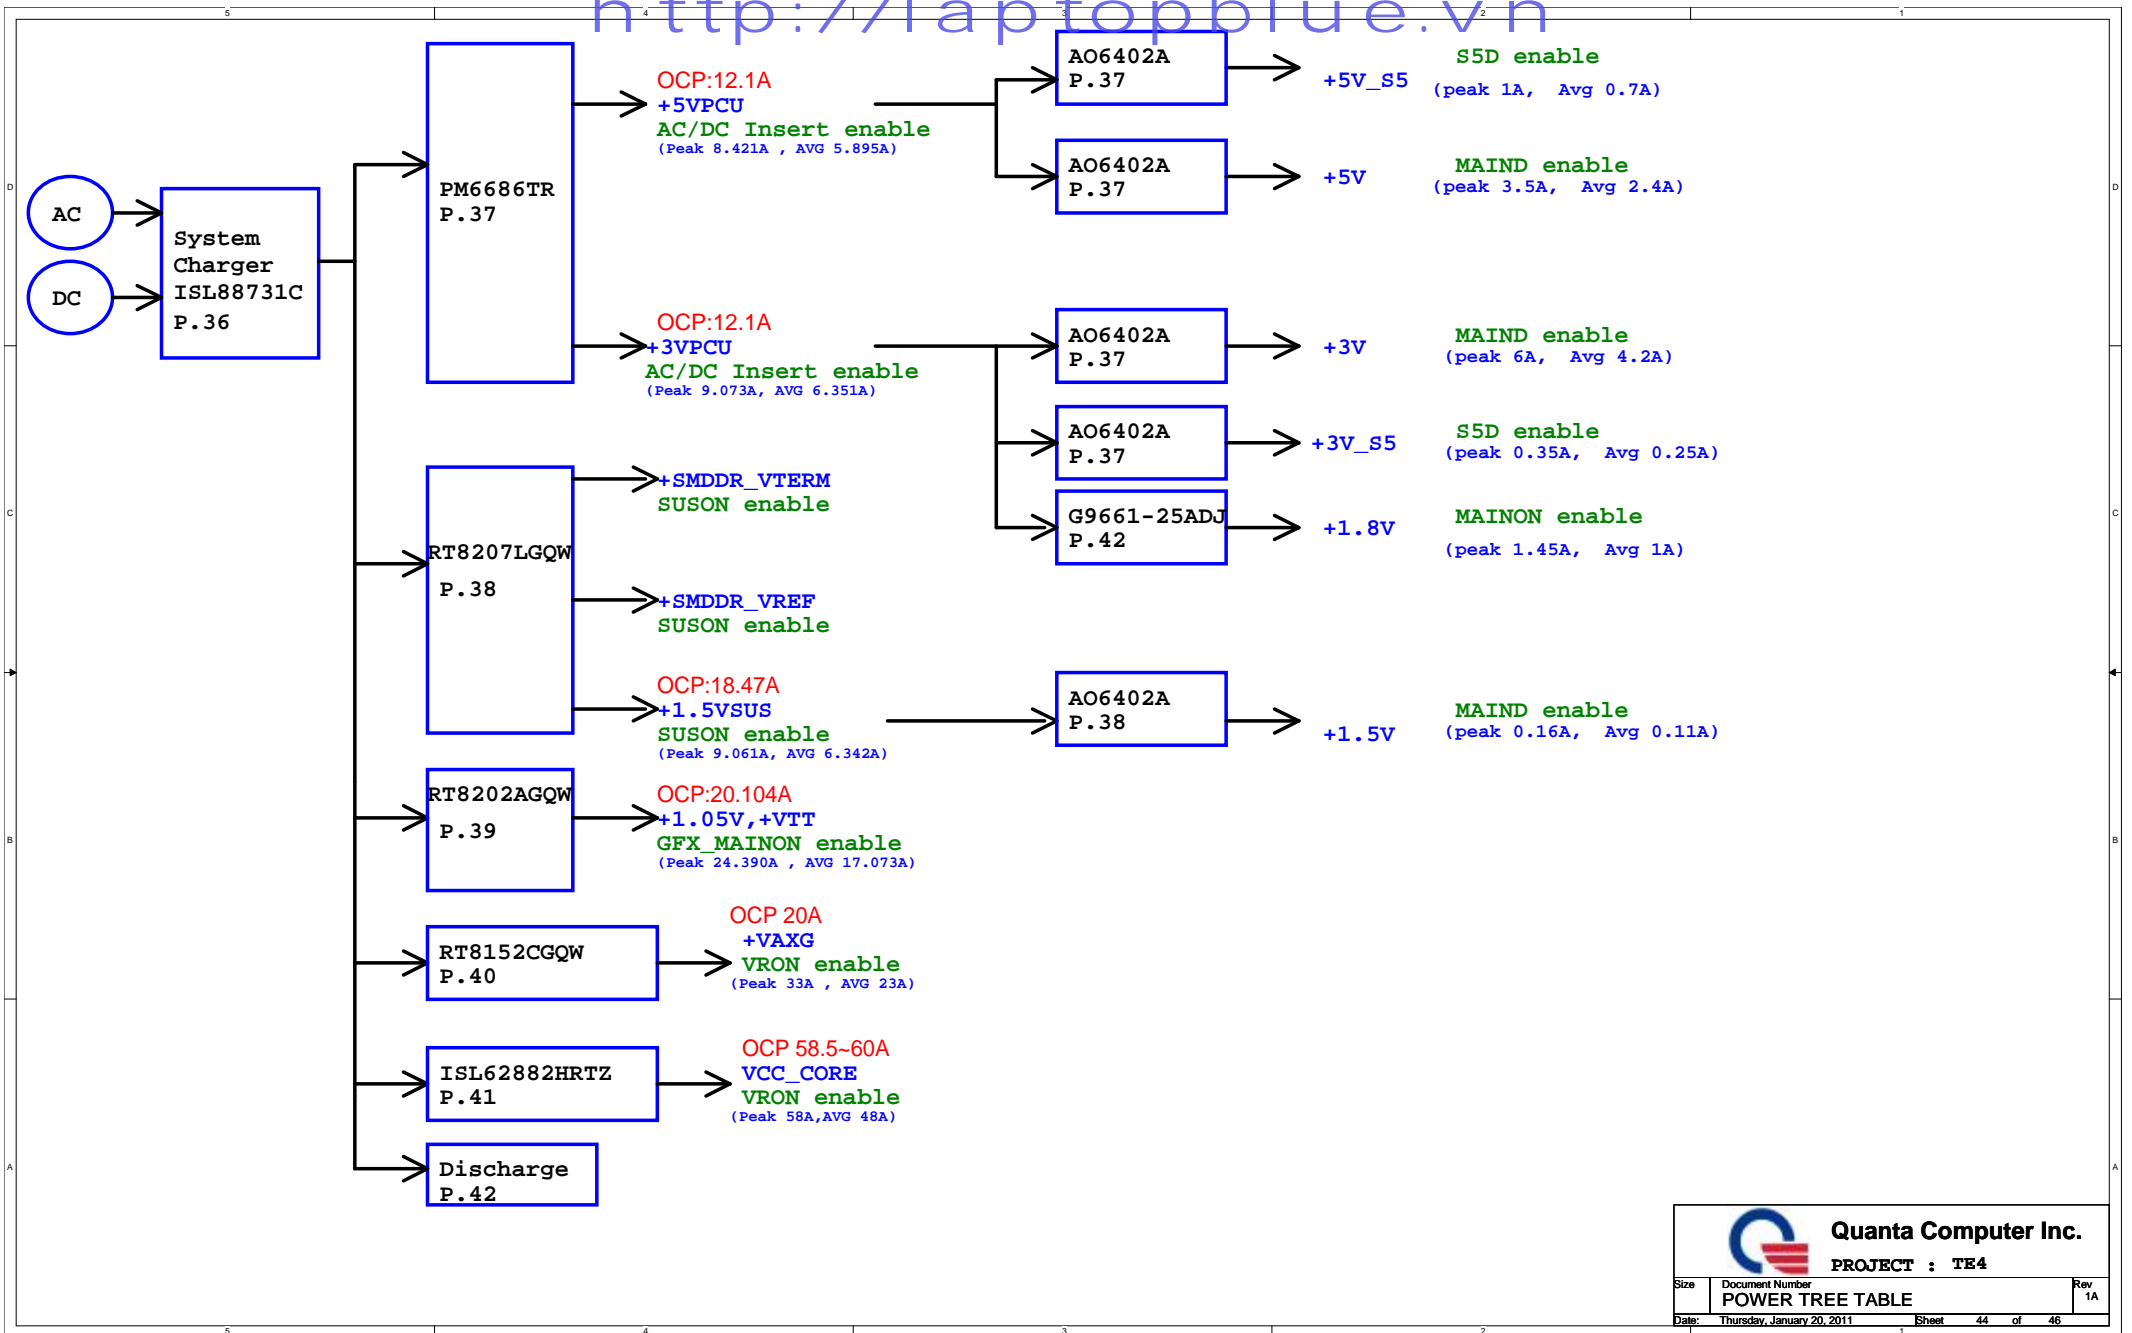 http://laptopblue.vn
5
4
3
2
1
D
C
B
A
AC
DC
System
Charger
ISL88731C
P.36
PM6686TR
P.37
OCP:12.1A
+5VPCU
AC/DC Insert enable
(Peak 8.421A , AVG 5.895A)
AO6402A
P.37
+5V_S5
S5D enable
(peak 1A, Avg 0.7A)
AO6402A
P.37
+5V
MAIND enable
(peak 3.5A, Avg 2.4A)
OCP:12.1A
+3VPCU
AC/DC Insert enable
(Peak 9.073A, AVG 6.351A)
AO6402A
P.37
+3V
MAIND enable
(peak 6A, Avg 4.2A)
AO6402A
P.37
+3V_S5
S5D enable
(peak 0.35A, Avg 0.25A)
G9661-25ADJ
P.42
+1.8V
MAINON enable
(peak 1.45A, Avg 1A)
RT8207LGQW
P.38
+SMDDR_VTERM
SUSON enable
+SMDDR_VREF
SUSON enable
OCP:18.47A
+1.5VSUS
SUSON enable
(Peak 9.061A, AVG 6.342A)
AO6402A
P.38
+1.5V
MAIND enable
(peak 0.16A, Avg 0.11A)
RT8202AGQW
P.39
OCP:20.104A
+1.05V,+VTT
GFX_MAINON enable
(Peak 24.390A , AVG 17.073A)
RT8152CGQW
P.40
OCP 20A
+VAXG
VRON enable
(Peak 33A , AVG 23A)
ISL62882HRTZ
P.41
OCP 58.5~60A
VCC_CORE
VRON enable
(Peak 58A,AVG 48A)
Discharge
P.42
D
C
B
A
Quanta Computer Inc.
PROJECT : TE4
Size Document Number Rev
POWER TREE TABLE 1A
Date: Thursday, January 20, 2011 Sheet 44 of 46
5
4
3
2
1